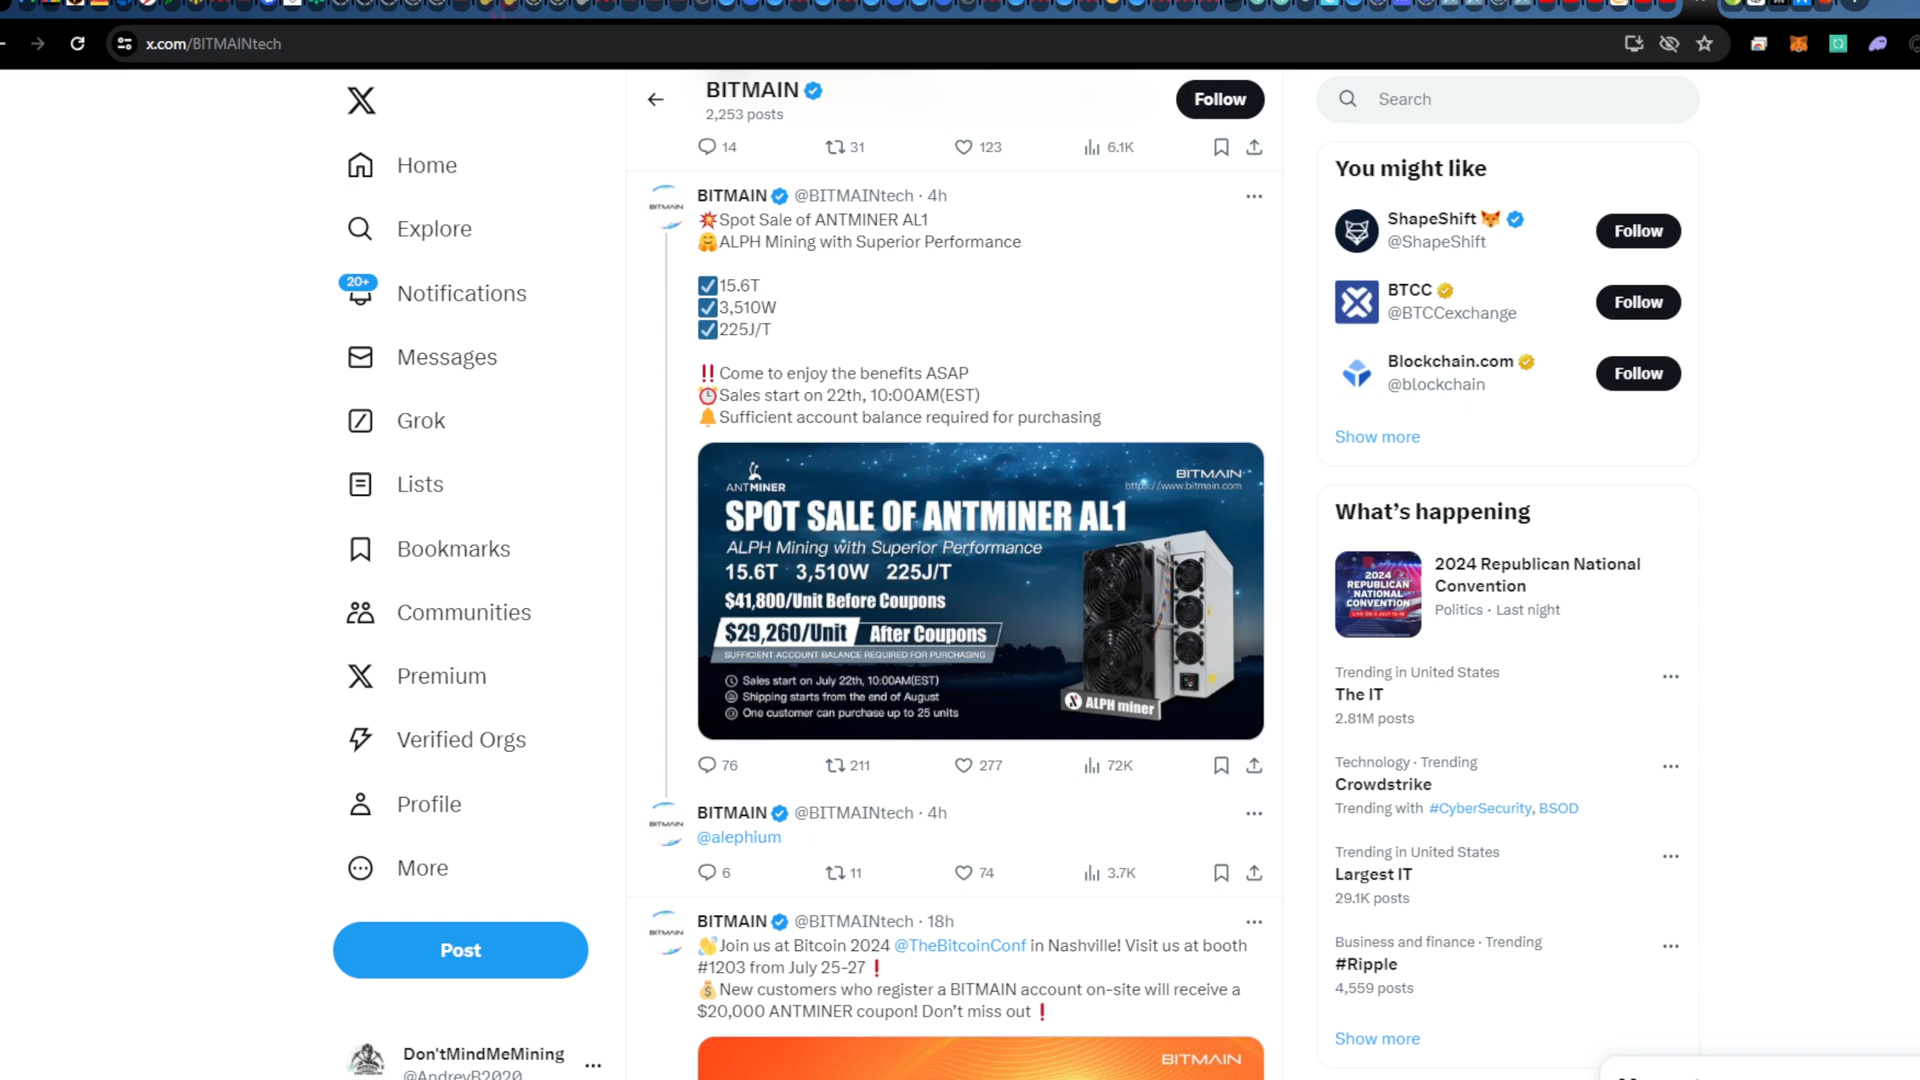 x.com/BITMAINtech
BITMAIN
2,253 posts
Follow
14 31 123 6.1K
Home
Explore
20+
Notifications
Messages
Grok
Lists
Bookmarks
Communities
Premium
Verified Orgs
Profile
More
Post
Don'tMindMeMining
@AndreyB2020
BITMAIN @BITMAINtech · 4h
💥Spot Sale of ANTMINER AL1
🤗ALPH Mining with Superior Performance
☑15.6T
☑3,510W
☑225J/T
‼Come to enjoy the benefits ASAP
⏰Sales start on 22th, 10:00AM(EST)
🔔Sufficient account balance required for purchasing
ANTMINER
BITMAIN
https://www.bitmain.com
SPOT SALE OF ANTMINER AL1
ALPH Mining with Superior Performance
15.6T 3,510W 225J/T
$41,800/Unit Before Coupons
$29,260/Unit After Coupons
SUFFICIENT ACCOUNT BALANCE REQUIRED FOR PURCHASING
Sales start on July 22th, 10:00AM(EST)
Shipping starts from the end of August
One customer can purchase up to 25 units
ALPH miner
76 211 277 72K
BITMAIN
BITMAIN @BITMAINtech · 4h
@alephium
6 11 74 3.7K
BITMAIN
BITMAIN @BITMAINtech · 18h
👋Join us at Bitcoin 2024 @TheBitcoinConf in Nashville! Visit us at booth
#1203 from July 25-27❗
💰New customers who register a BITMAIN account on-site will receive a
$20,000 ANTMINER coupon! Don't miss out❗
BITMAIN
BITMAIN
Search
You might like
ShapeShift
@ShapeShift
Follow
BTCC
@BTCCexchange
Follow
Blockchain.com
@blockchain
Follow
Show more
What's happening
2024 REPUBLICAN NATIONAL CONVENTION
2024 Republican National
Convention
Politics · Last night
Trending in United States
The IT
2.81M posts
Technology · Trending
Crowdstrike
Trending with #CyberSecurity, BSOD
Trending in United States
Largest IT
29.1K posts
Business and finance · Trending
#Ripple
4,559 posts
Show more